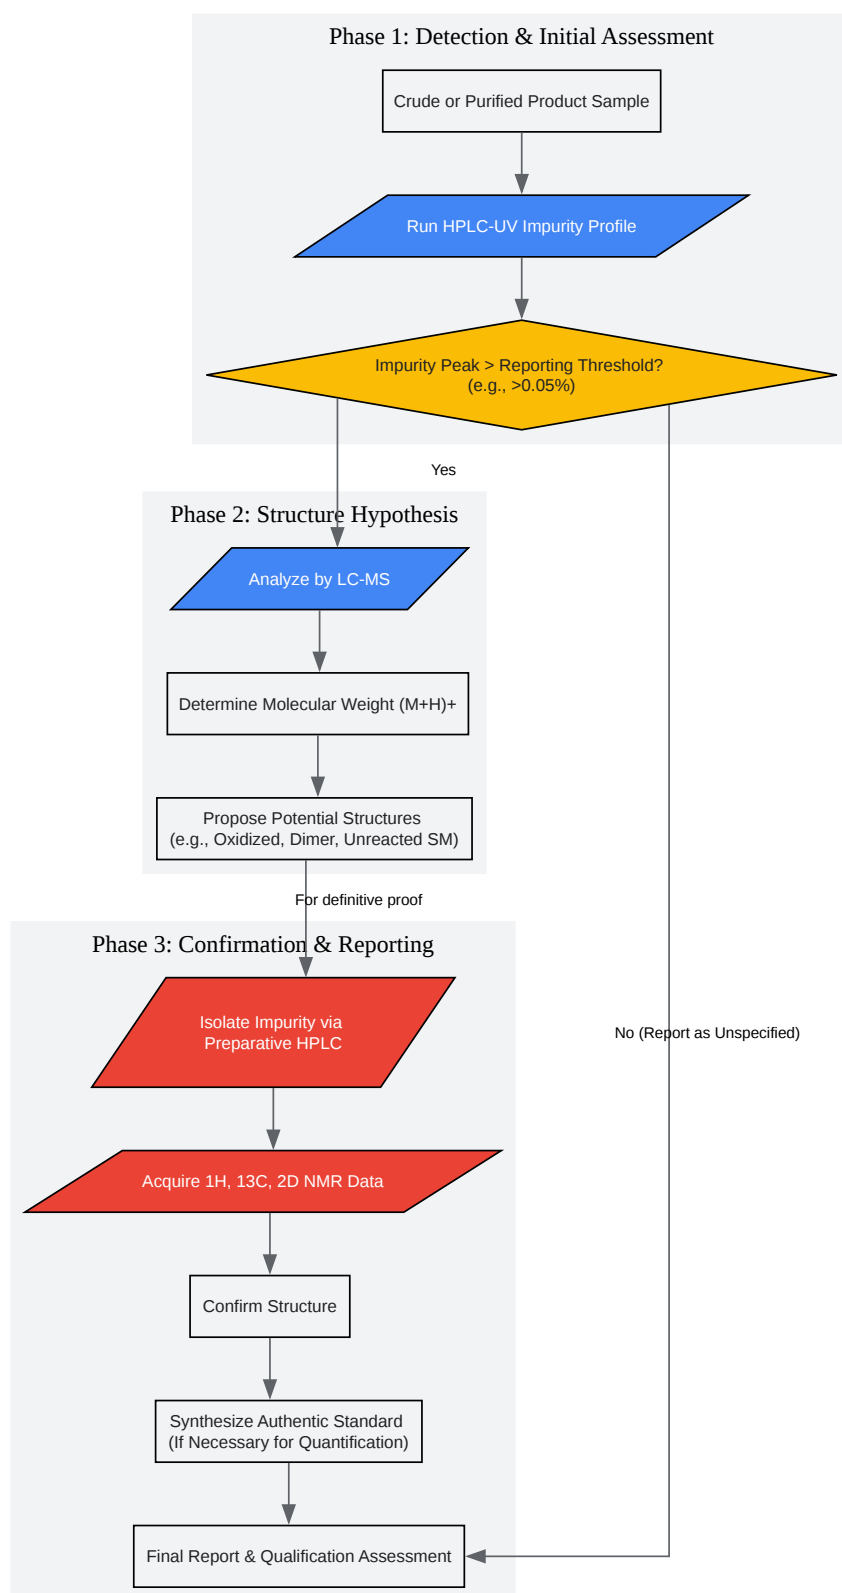 Phase 1: Detection & Initial Assessment
Crude or Purified Product Sample
Run HPLC-UV Impurity Profile
Impurity Peak > Reporting Threshold?
(e.g., >0.05%)
Yes
Phase 2: Structure Hypothesis
Analyze by LC-MS
Determine Molecular Weight (M+H)+
Propose Potential Structures
(e.g., Oxidized, Dimer, Unreacted SM)
For definitive proof
Phase 3: Confirmation & Reporting
Isolate Impurity via
Preparative HPLC
No (Report as Unspecified)
Acquire 1H, 13C, 2D NMR Data
Confirm Structure
Synthesize Authentic Standard
(If Necessary for Quantification)
Final Report & Qualification Assessment